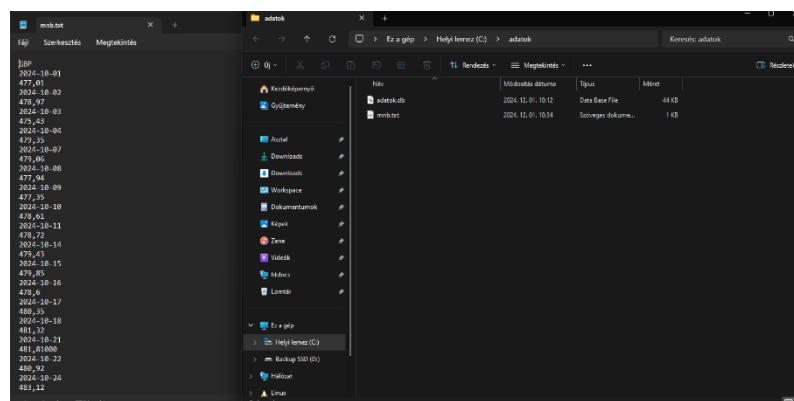 mnb.txt
Fájl Szerkesztés Megtekintés
GBP
2024-10-01
477,01
2024-10-02
478,97
2024-10-03
475,43
2024-10-04
479,35
2024-10-07
479,06
2024-10-08
477,94
2024-10-09
477,35
2024-10-10
478,61
2024-10-11
478,72
2024-10-14
479,43
2024-10-15
479,85
2024-10-16
478,6
2024-10-17
480,35
2024-10-18
481,32
2024-10-21
481,81000
2024-10-22
480,92
2024-10-24
483,12
adatok
Ez a gép > Helyi lemez (C:) > adatok
Keresés: adatok
Új
Rendezés
Megtekintés
Részletek
Kezdőképernyő
Gyűjtemény
Asztal
Downloads
Downloads
Workspace
Dokumentumok
Képek
Zene
Videók
htdocs
Lomtár
Ez a gép
Helyi lemez (C:)
Backup SSD (D:)
Hálózat
Linux
Név Módosítás dátuma Típus Méret
adatok.db 2024. 12. 01. 10:12 Data Base File 44 KB
mnb.txt 2024. 12. 01. 10:34 Szöveges dokume... 1 KB